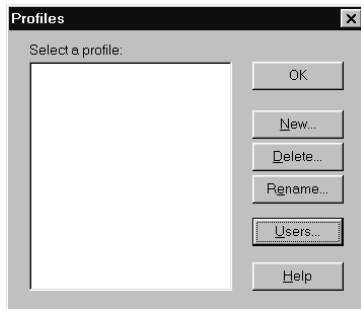 Profiles
Select a profile:
OK
New...
Delete...
Rename...
Users...
Help